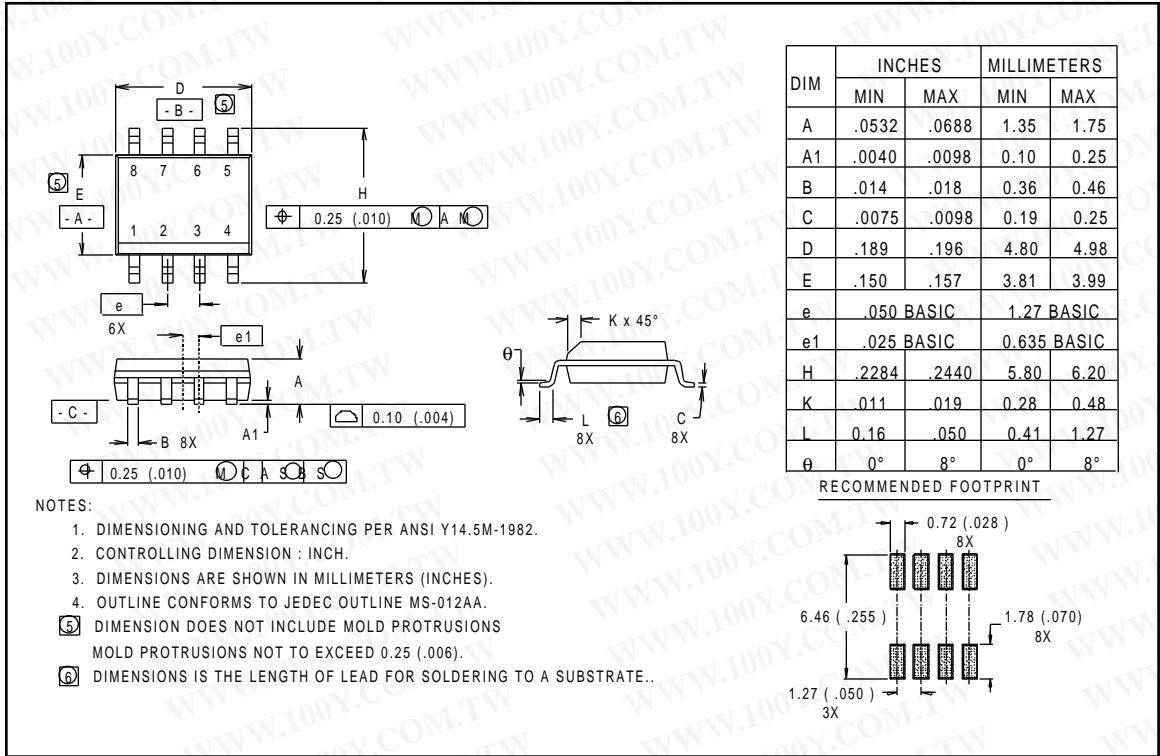 D
- B -
5
8 7 6 5
5
E
- A -
H
0.25 (.010) M A M
1 2 3 4
e
6X
e1
A
- C -
B 8X
A1
0.10 (.004)
0.25 (.010) M C A S B S
K x 45°
θ
L
8X
6
C
8X
DIM INCHES MILLIMETERS
MIN MAX MIN MAX
A .0532 .0688 1.35 1.75
A1 .0040 .0098 0.10 0.25
B .014 .018 0.36 0.46
C .0075 .0098 0.19 0.25
D .189 .196 4.80 4.98
E .150 .157 3.81 3.99
e .050 BASIC 1.27 BASIC
e1 .025 BASIC 0.635 BASIC
H .2284 .2440 5.80 6.20
K .011 .019 0.28 0.48
L 0.16 .050 0.41 1.27
θ 0° 8° 0° 8°
RECOMMENDED FOOTPRINT
0.72 (.028 )
8X
6.46 ( .255 )
1.78 (.070)
8X
1.27 ( .050 )
3X
NOTES:
1. DIMENSIONING AND TOLERANCING PER ANSI Y14.5M-1982.
2. CONTROLLING DIMENSION : INCH.
3. DIMENSIONS ARE SHOWN IN MILLIMETERS (INCHES).
4. OUTLINE CONFORMS TO JEDEC OUTLINE MS-012AA.
5 DIMENSION DOES NOT INCLUDE MOLD PROTRUSIONS
MOLD PROTRUSIONS NOT TO EXCEED 0.25 (.006).
6 DIMENSIONS IS THE LENGTH OF LEAD FOR SOLDERING TO A SUBSTRATE..
WWW.100Y.COM.TW